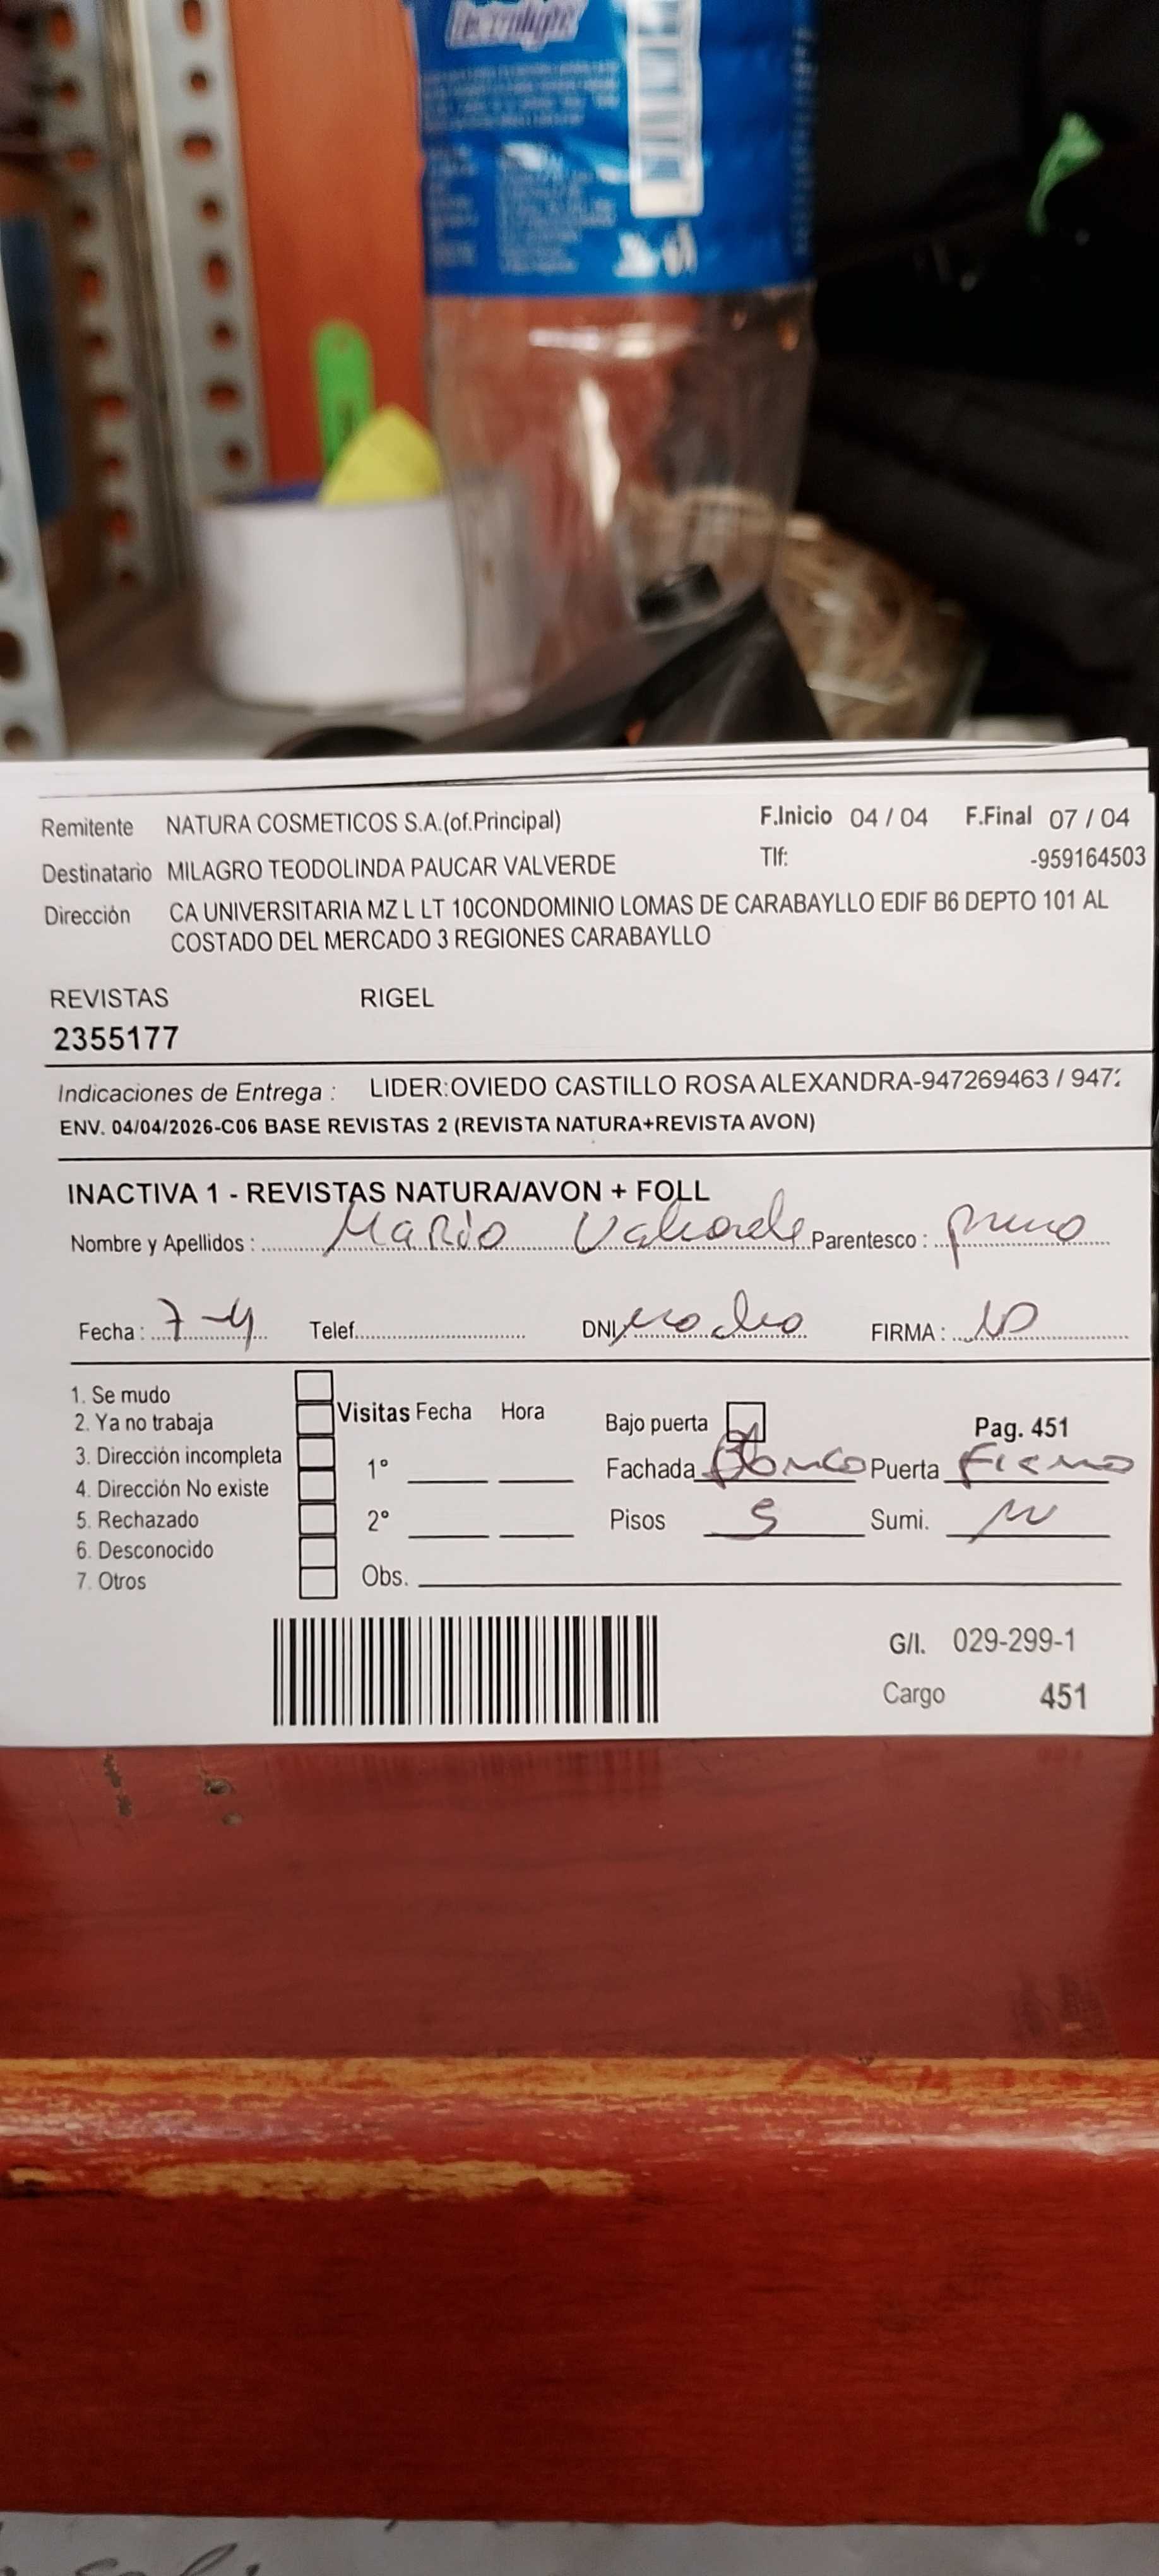 Remitente NATURA COSMETICOS S.A.(of.Principal) F.Inicio 04 / 04 F.Final 07 / 04
Destinatario MILAGRO TEODOLINDA PAUCAR VALVERDE Tlf: -959164503
Dirección CA UNIVERSITARIA MZ L LT 10CONDOMINIO LOMAS DE CARABAYLLO EDIF B6 DEPTO 101 AL
COSTADO DEL MERCADO 3 REGIONES CARABAYLLO
REVISTAS RIGEL
2355177
Indicaciones de Entrega : LIDER:OVIEDO CASTILLO ROSA ALEXANDRA-947269463 / 947
ENV. 04/04/2026-C06 BASE REVISTAS 2 (REVISTA NATURA+REVISTA AVON)
INACTIVA 1 - REVISTAS NATURA/AVON + FOLL
Nombre y Apellidos : Mario Valverde Parentesco : primo
Fecha : 7-4 Telef. DNI FIRMA :
1. Se mudo
2. Ya no trabaja
3. Dirección incompleta
4. Dirección No existe
5. Rechazado
6. Desconocido
7. Otros
Visitas Fecha Hora
1°
2°
Obs.
Bajo puerta Pag. 451
Fachada Blanco Puerta Fierro
Pisos 5 Sumi.
G/I. 029-299-1
Cargo 451